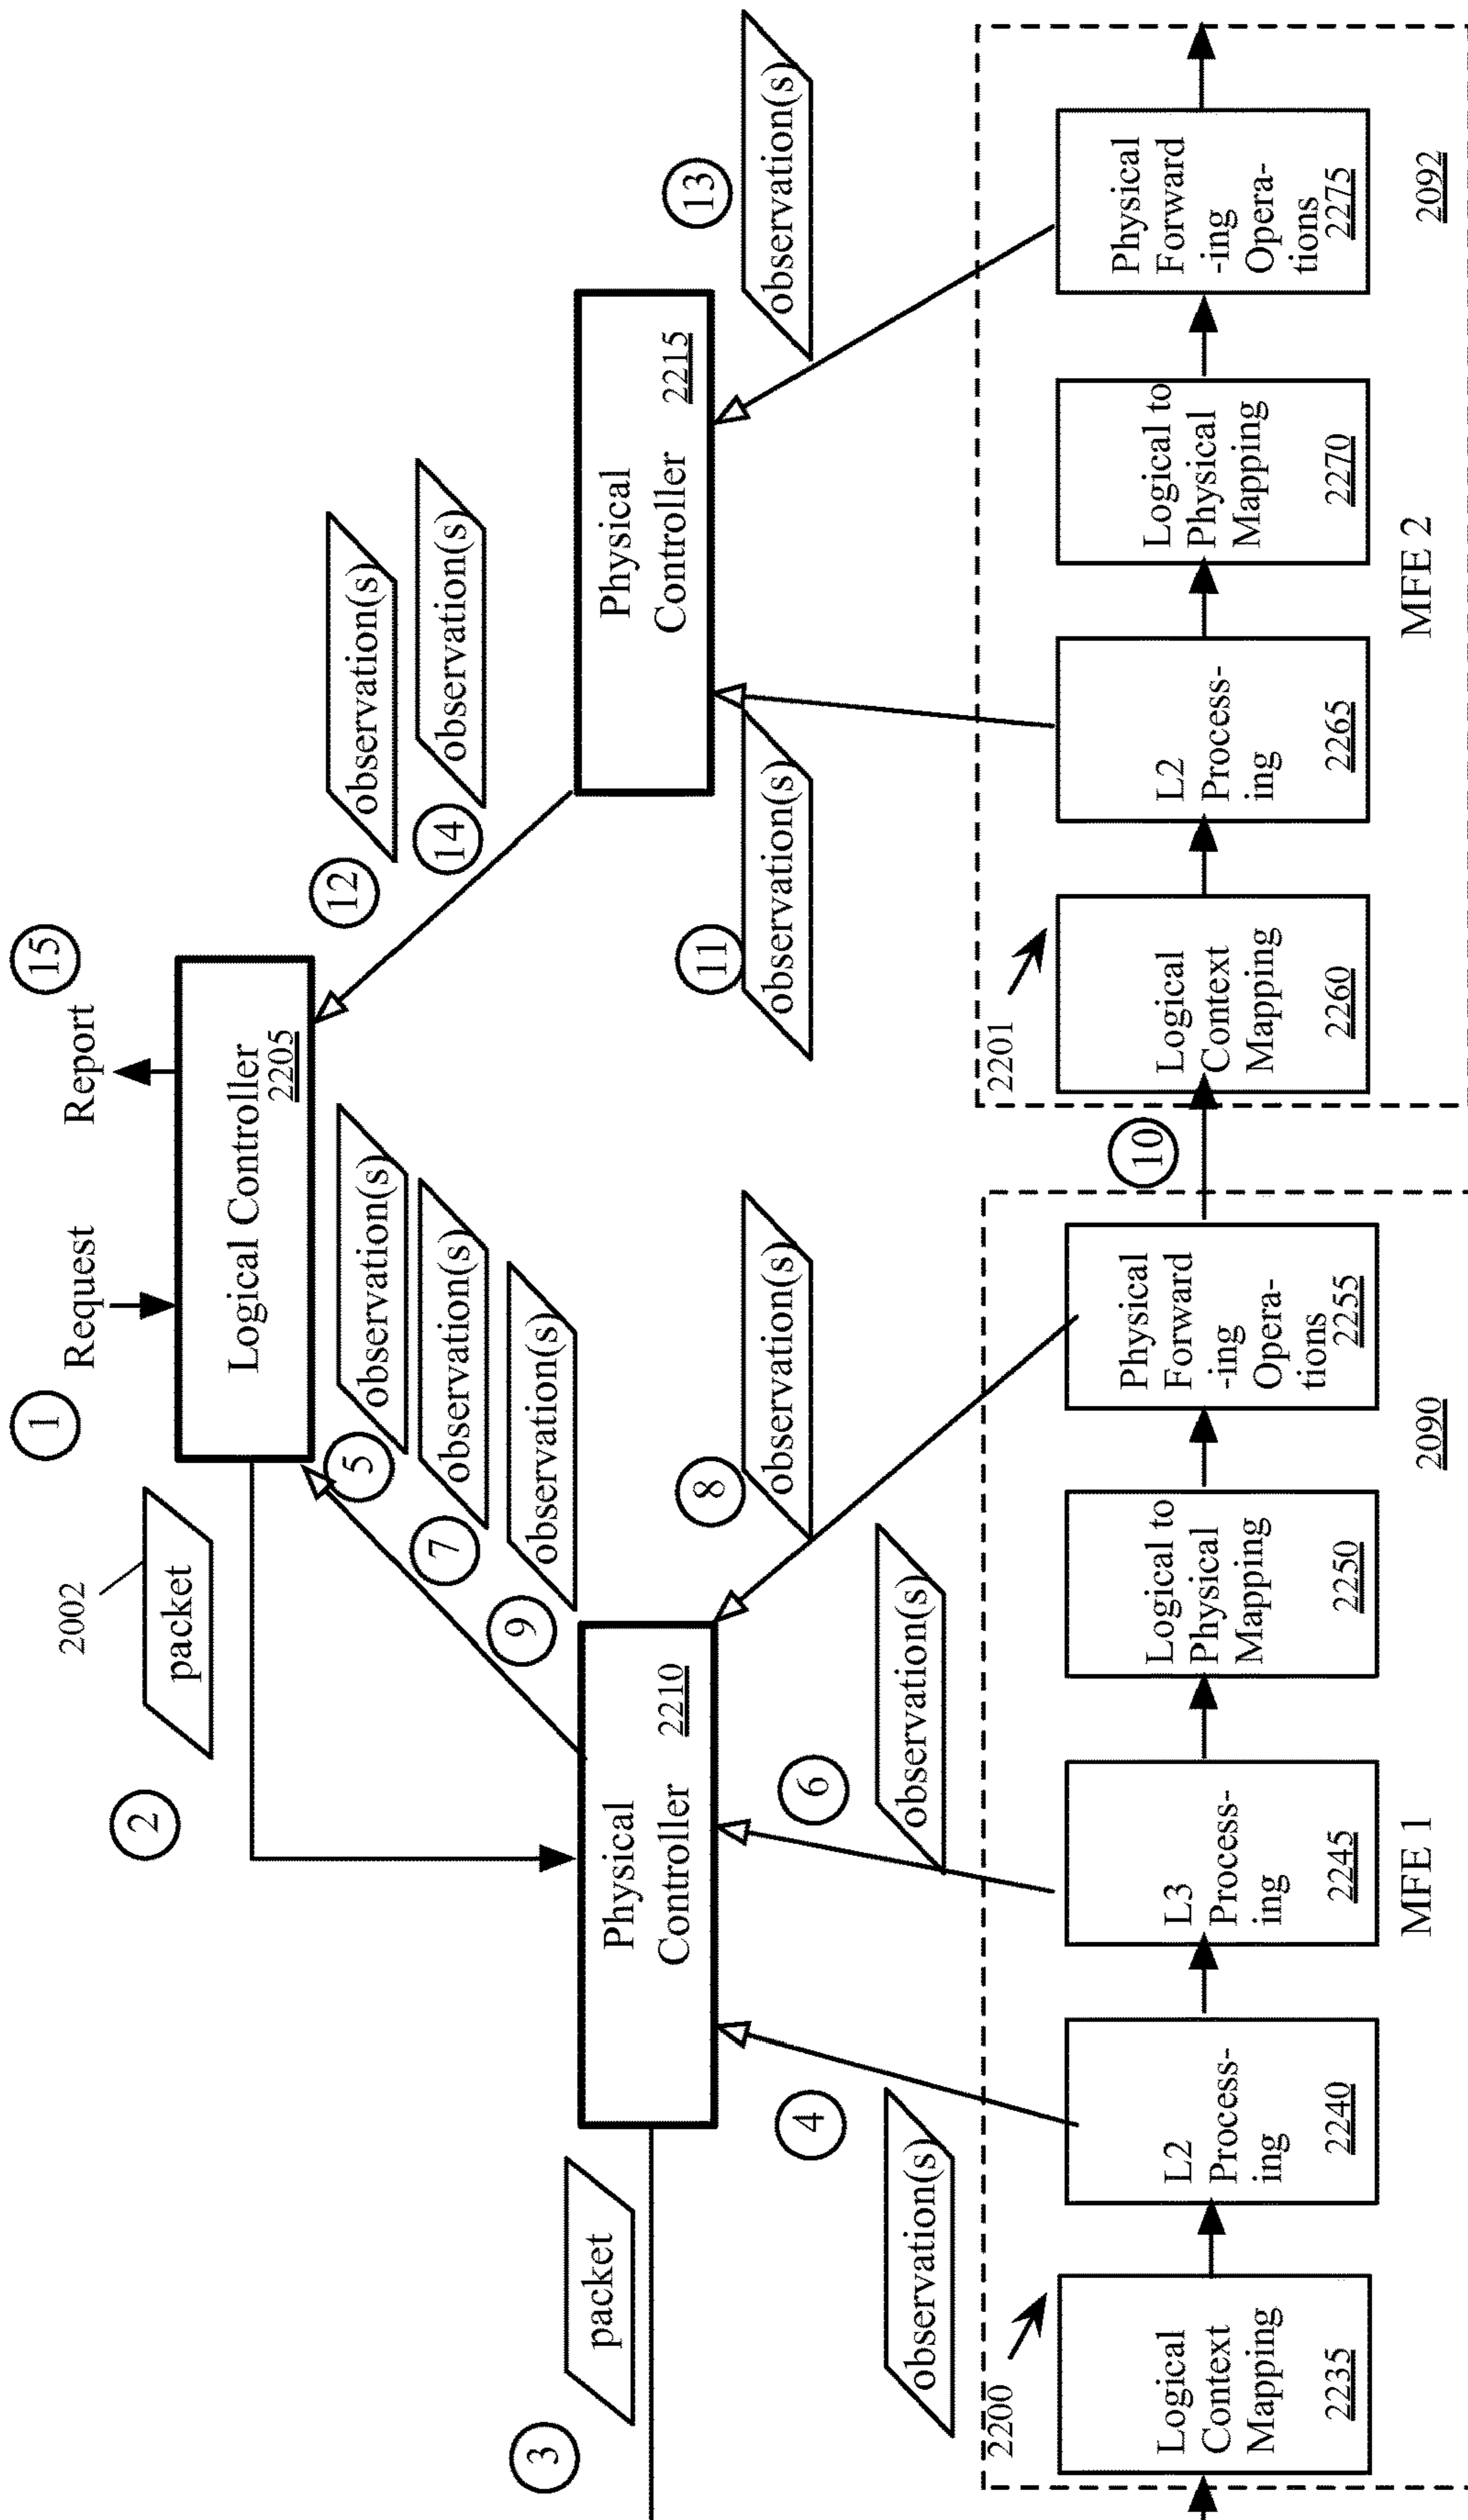 1
Request
Report
15
Logical Controller
2205
2
2002
packet
5
observation(s)
7
observation(s)
9
observation(s)
12
observation(s)
14
observation(s)
3
packet
Physical
Controller
2210
Physical
Controller
2215
4
observation(s)
6
observation(s)
8
observation(s)
11
observation(s)
13
observation(s)
2200
Logical
Context
Mapping
2235
L2
Process-
ing
2240
L3
Process-
ing
2245
Logical to
Physical
Mapping
2250
Physical
Forward
-ing
Opera-
tions
2255
MFE 1
2090
10
2201
Logical
Context
Mapping
2260
L2
Process-
ing
2265
Logical to
Physical
Mapping
2270
Physical
Forward
-ing
Opera-
tions
2275
MFE 2
2092